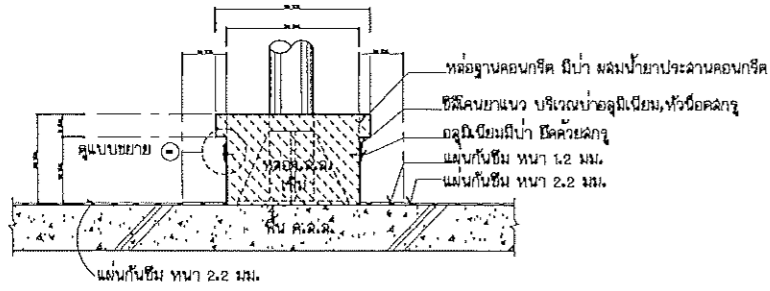 หล่อฐานคอนกรีต มีบ่า ผสมน้ำยาประสานคอนกรีต
ซิลิโคนยาแนว บริเวณบ่าอลูมิเนียม,หัวน็อตสกรู
อลูมิเนียมมีบ่า ยึดด้วยสกรู
ดูแบบขยาย
แผ่นกันซึม หนา 1.2 มม.
หล่อค.ส.ล.
แผ่นกันซึม หนา 2.2 มม.
พื้น ค.ส.ล.
แผ่นกันซึม หนา 2.2 มม.